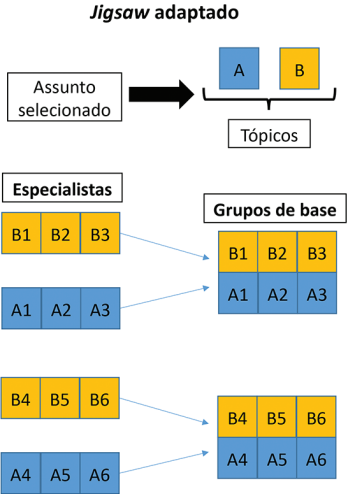 Jigsaw adaptado
A B
Assunto
selecionado
Tópicos
Especialistas
B1 B2 B3
A1 A2 A3
B4 B5 B6
A4 A5 A6
Grupos de base
B1 B2 B3
A1 A2 A3
B4 B5 B6
A4 A5 A6